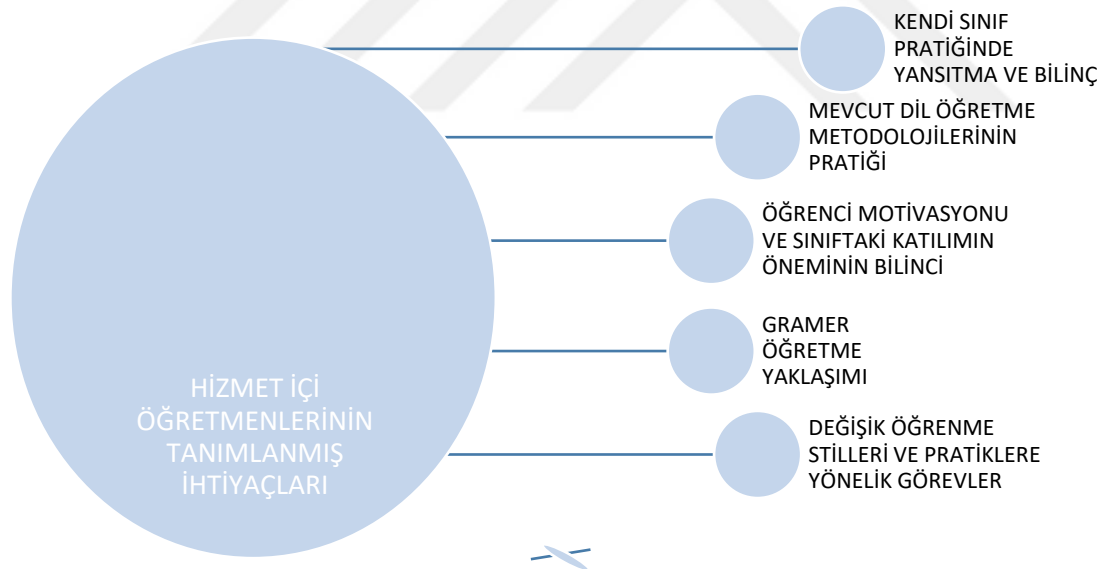 KENDİ SINIF
PRATİĞİNDE
YANSITMA VE BİLİNÇ
MEVCUT DİL ÖĞRETME
METODOLOJİLERİNİN
PRATİĞİ
ÖĞRENCİ MOTİVASYONU
VE SINIFTAKİ KATILIMIN
ÖNEMİNİN BİLİNCİ
GRAMER
ÖĞRETME
YAKLAŞIMI
HİZMET İÇİ
ÖĞRETMENLERİNİN
TANIMLANMIŞ
İHTİYAÇLARI
DEĞİŞİK ÖĞRENME
STİLLERİ VE PRATİKLERE
YÖNELİK GÖREVLER